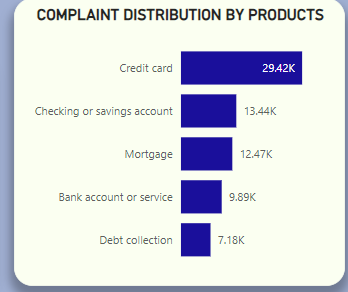 COMPLAINT DISTRIBUTION BY PRODUCTS
Credit card 29.42K
Checking or savings account 13.44K
Mortgage 12.47K
Bank account or service 9.89K
Debt collection 7.18K